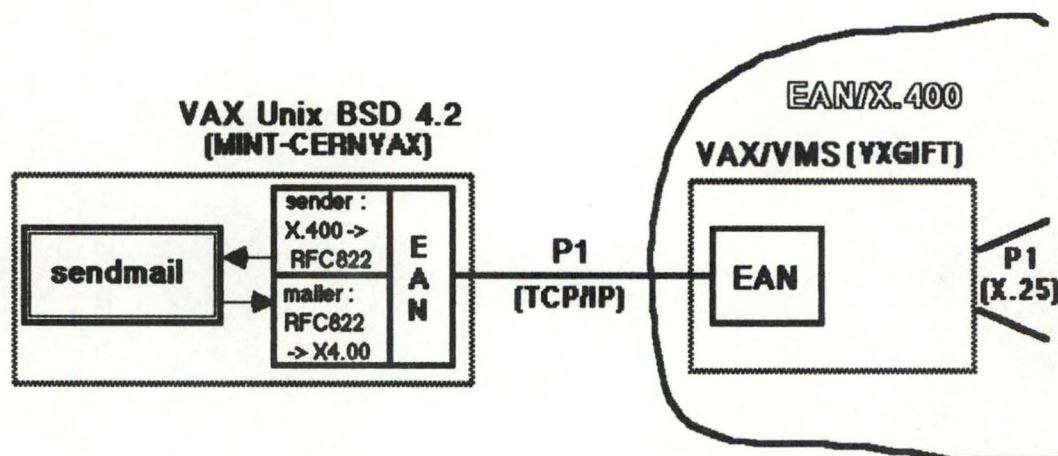 EAN/X.400
VAX Unix BSD 4.2
(MINT-CERNVAX)
VAX/VMS (VXGIFT)
sendmail
sender :
X.400 ->
RFC822
mailer :
RFC822
-> X4.00
E
A
N
P1
(TCP/IP)
EAN
P1
(X.25)